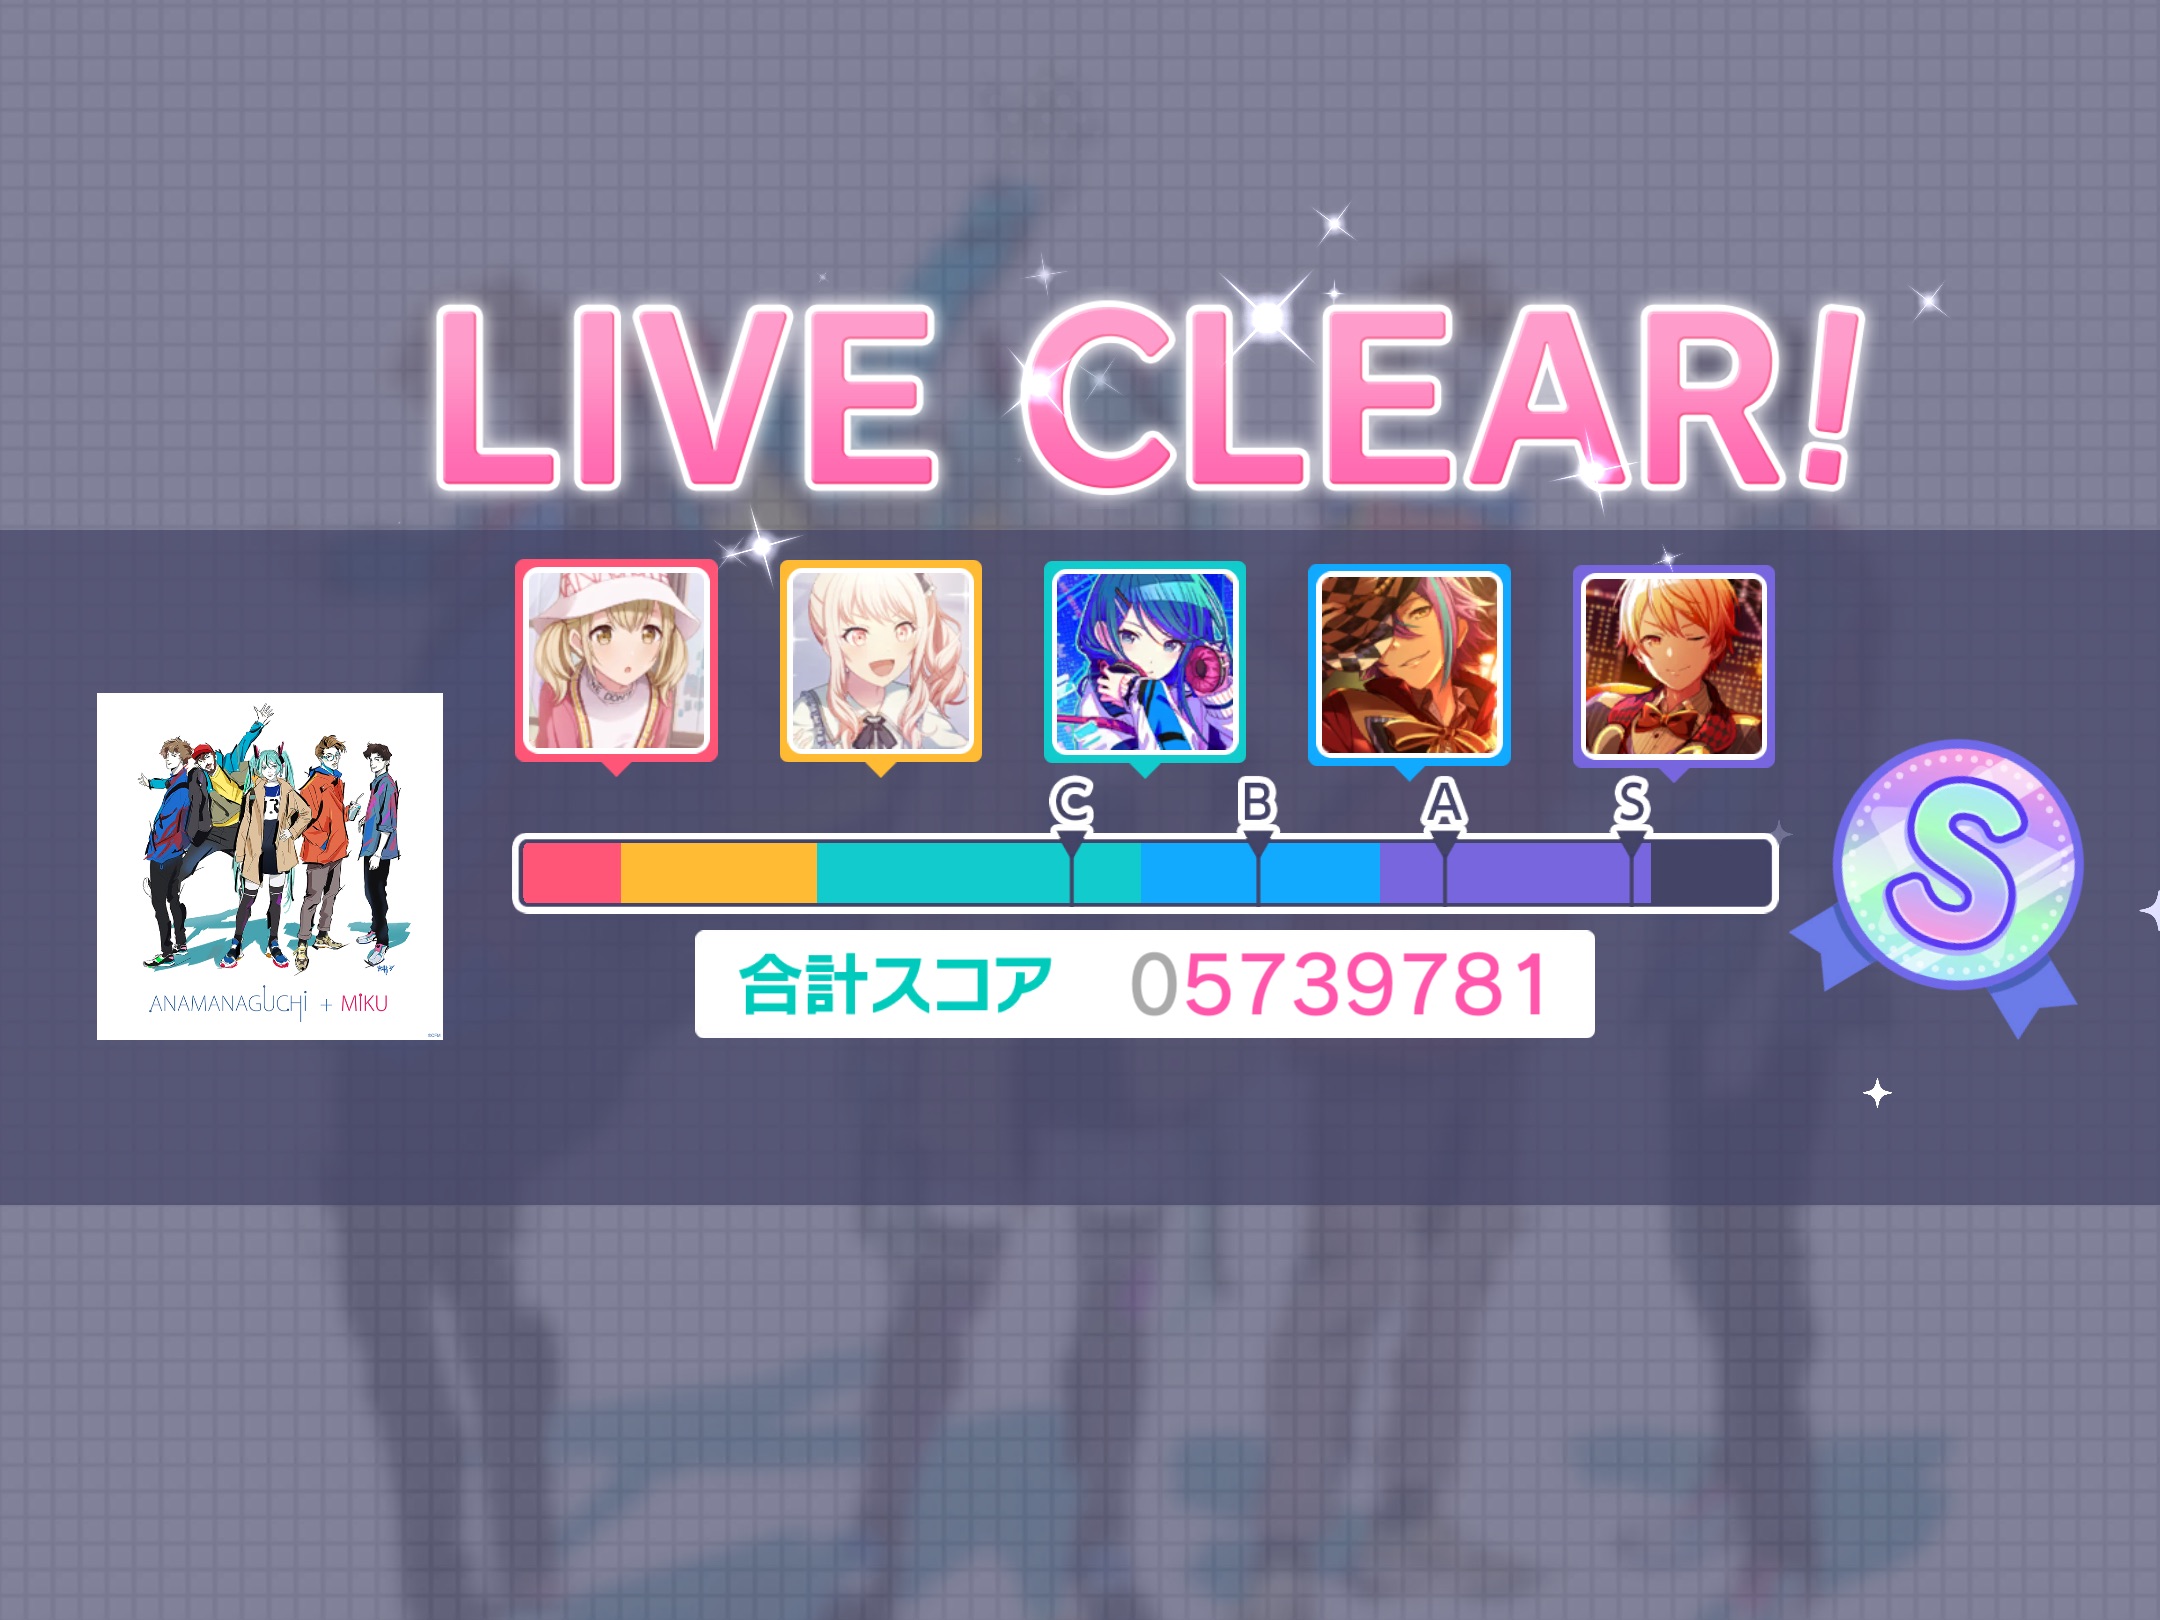 LIVE CLEAR!
C B A S
S
合計スコア 05739781
ANAMANAGUCHi + MIKU